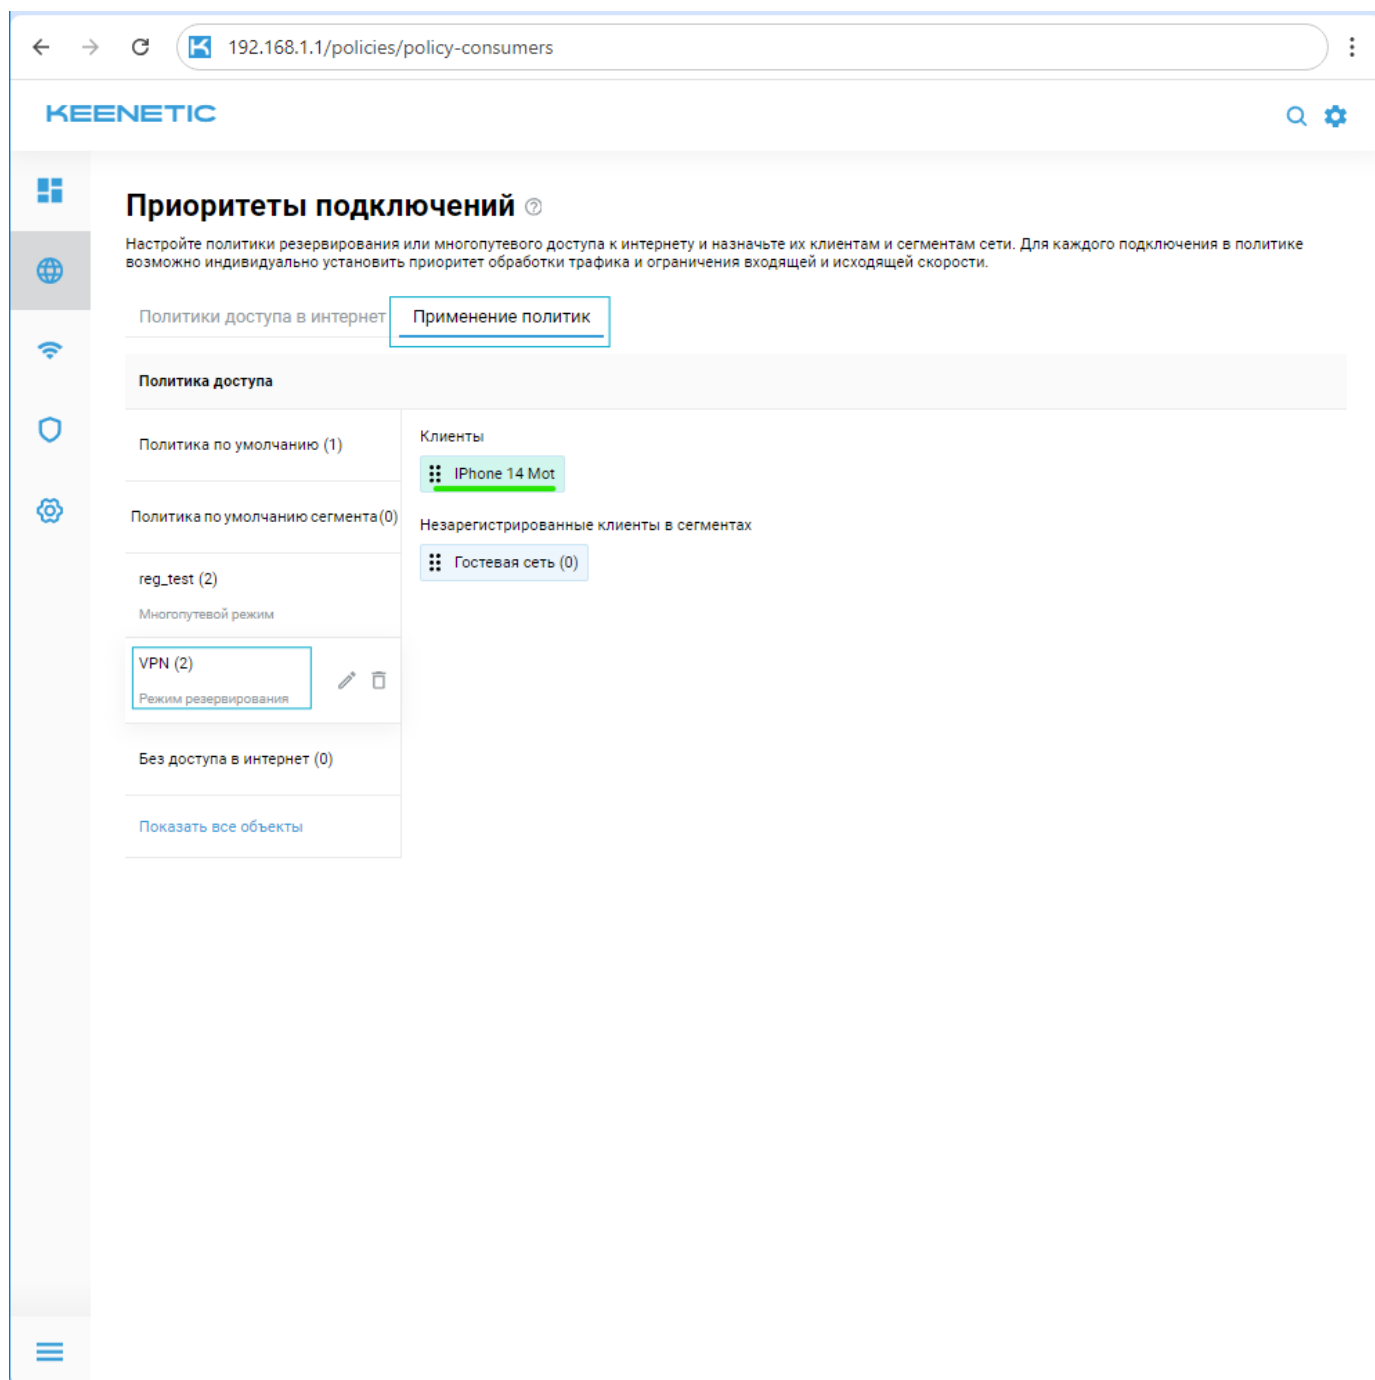 192.168.1.1/policies/policy-consumers
KEENETIC
Приоритеты подключений
Настройте политики резервирования или многопутевого доступа к интернету и назначьте их клиентам и сегментам сети. Для каждого подключения в политике
возможно индивидуально установить приоритет обработки трафика и ограничения входящей и исходящей скорости.
Политики доступа в интернет
Применение политик
Политика доступа
Политика по умолчанию (1)
Политика по умолчанию сегмента(0)
reg_test (2)
Многопутевой режим
VPN (2)
Режим резервирования
Без доступа в интернет (0)
Показать все объекты
Клиенты
IPhone 14 Mot
Незарегистрированные клиенты в сегментах
Гостевая сеть (0)